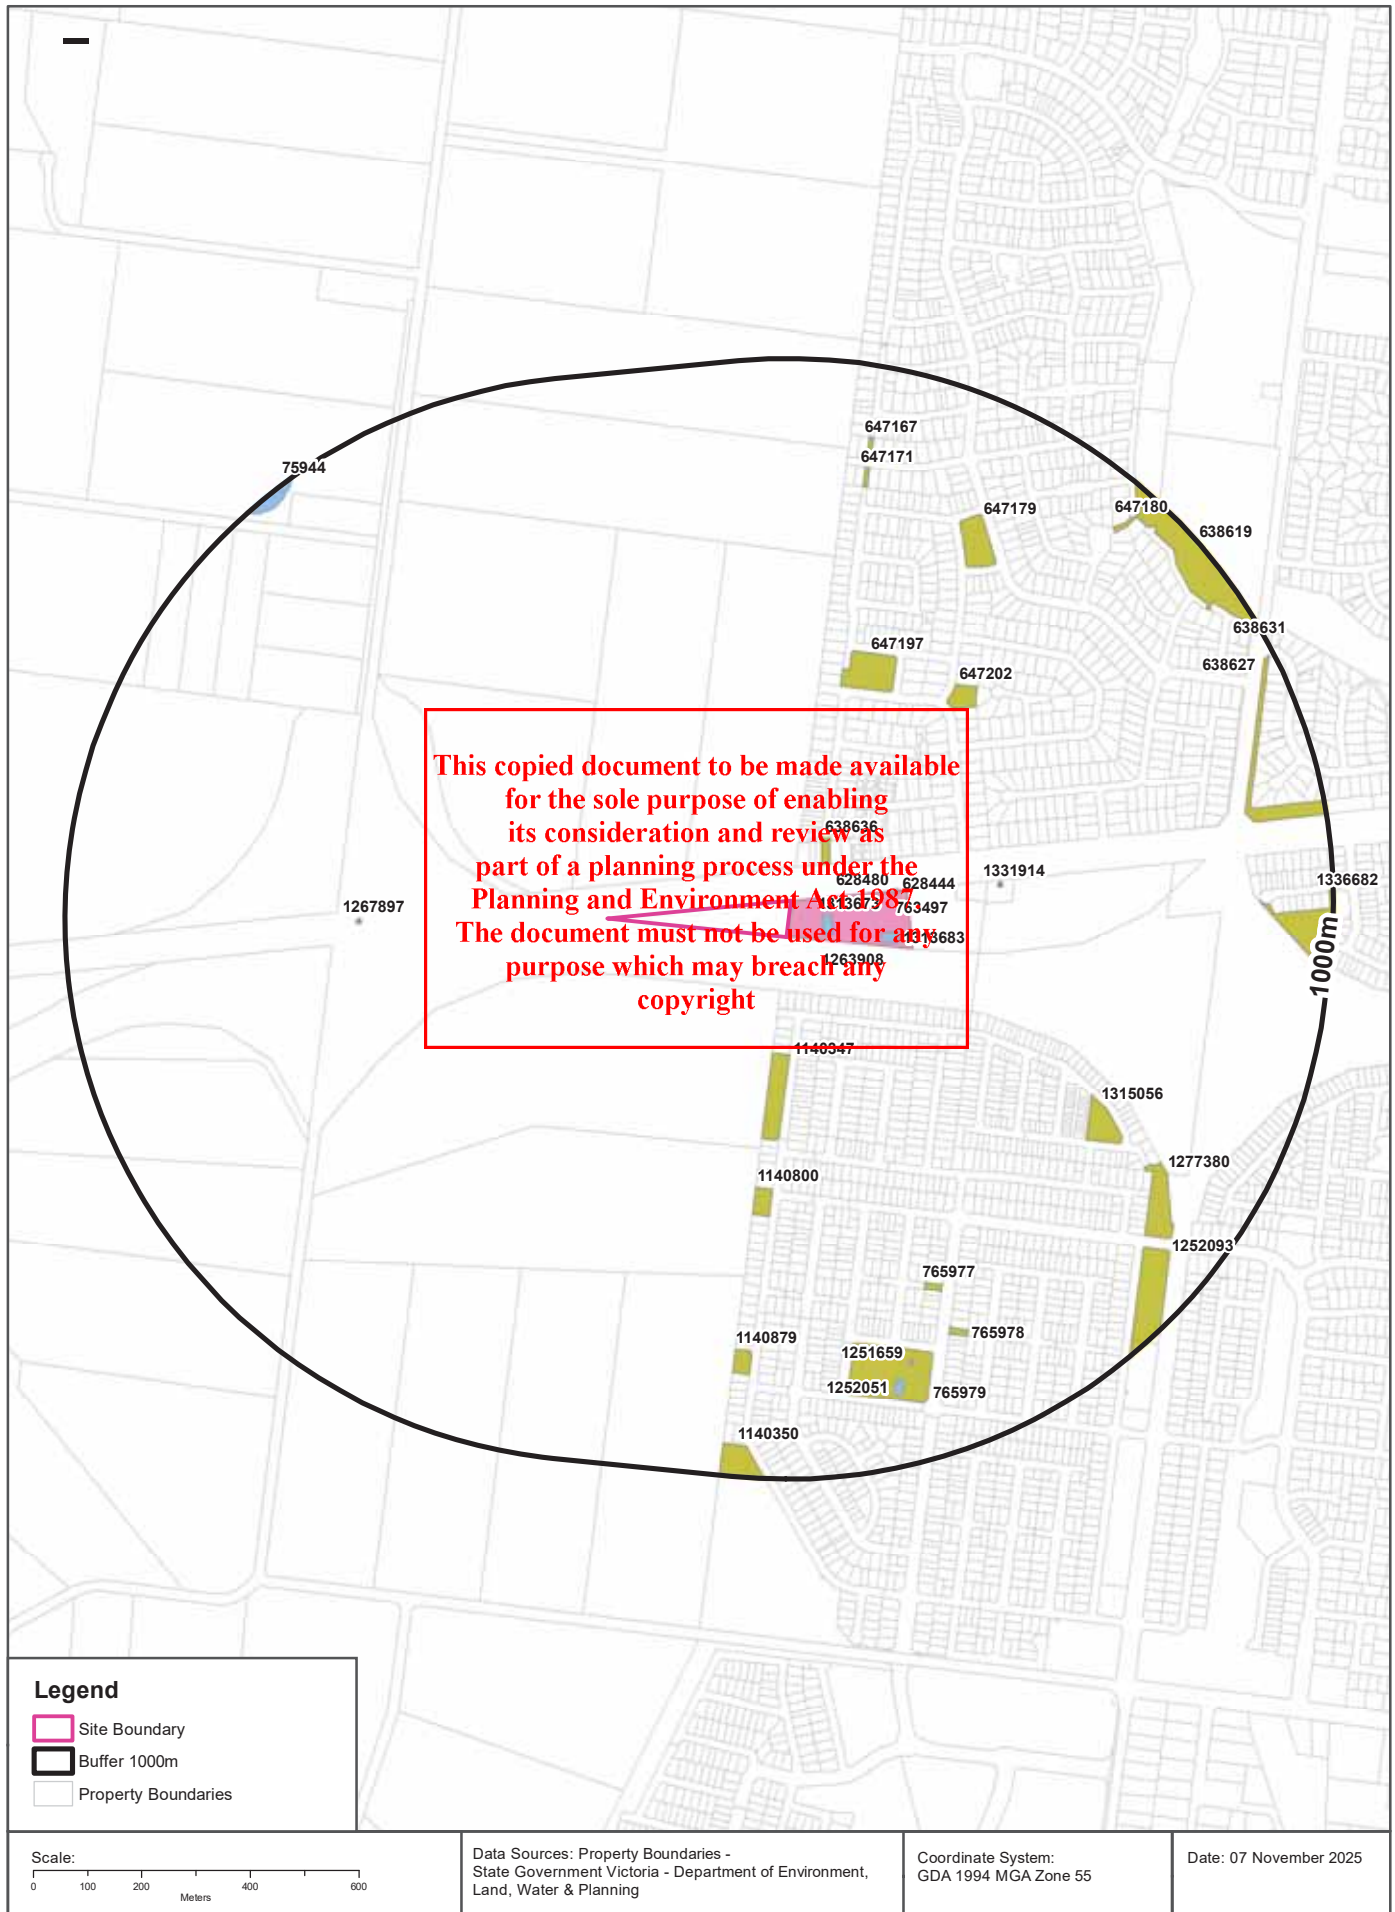 75944
647167
647171
647179
647180
638619
638631
638627
647197
647202
This copied document to be made available
for the sole purpose of enabling
its consideration and review as
part of a planning process under the
Planning and Environment Act 1987.
The document must not be used for any
purpose which may breach any
copyright
638636
628480
628444
1331914
1336682
1267897
1313673
763497
1313683
1263908
1000m
1140347
1315056
1140800
1277380
1252093
765977
1140879
765978
1251659
1252051
765979
1140350
Legend
Site Boundary
Buffer 1000m
Property Boundaries
Scale:
0 100 200 400 600
Meters
Data Sources: Property Boundaries -
State Government Victoria - Department of Environment,
Land, Water & Planning
Coordinate System:
GDA 1994 MGA Zone 55
Date: 07 November 2025